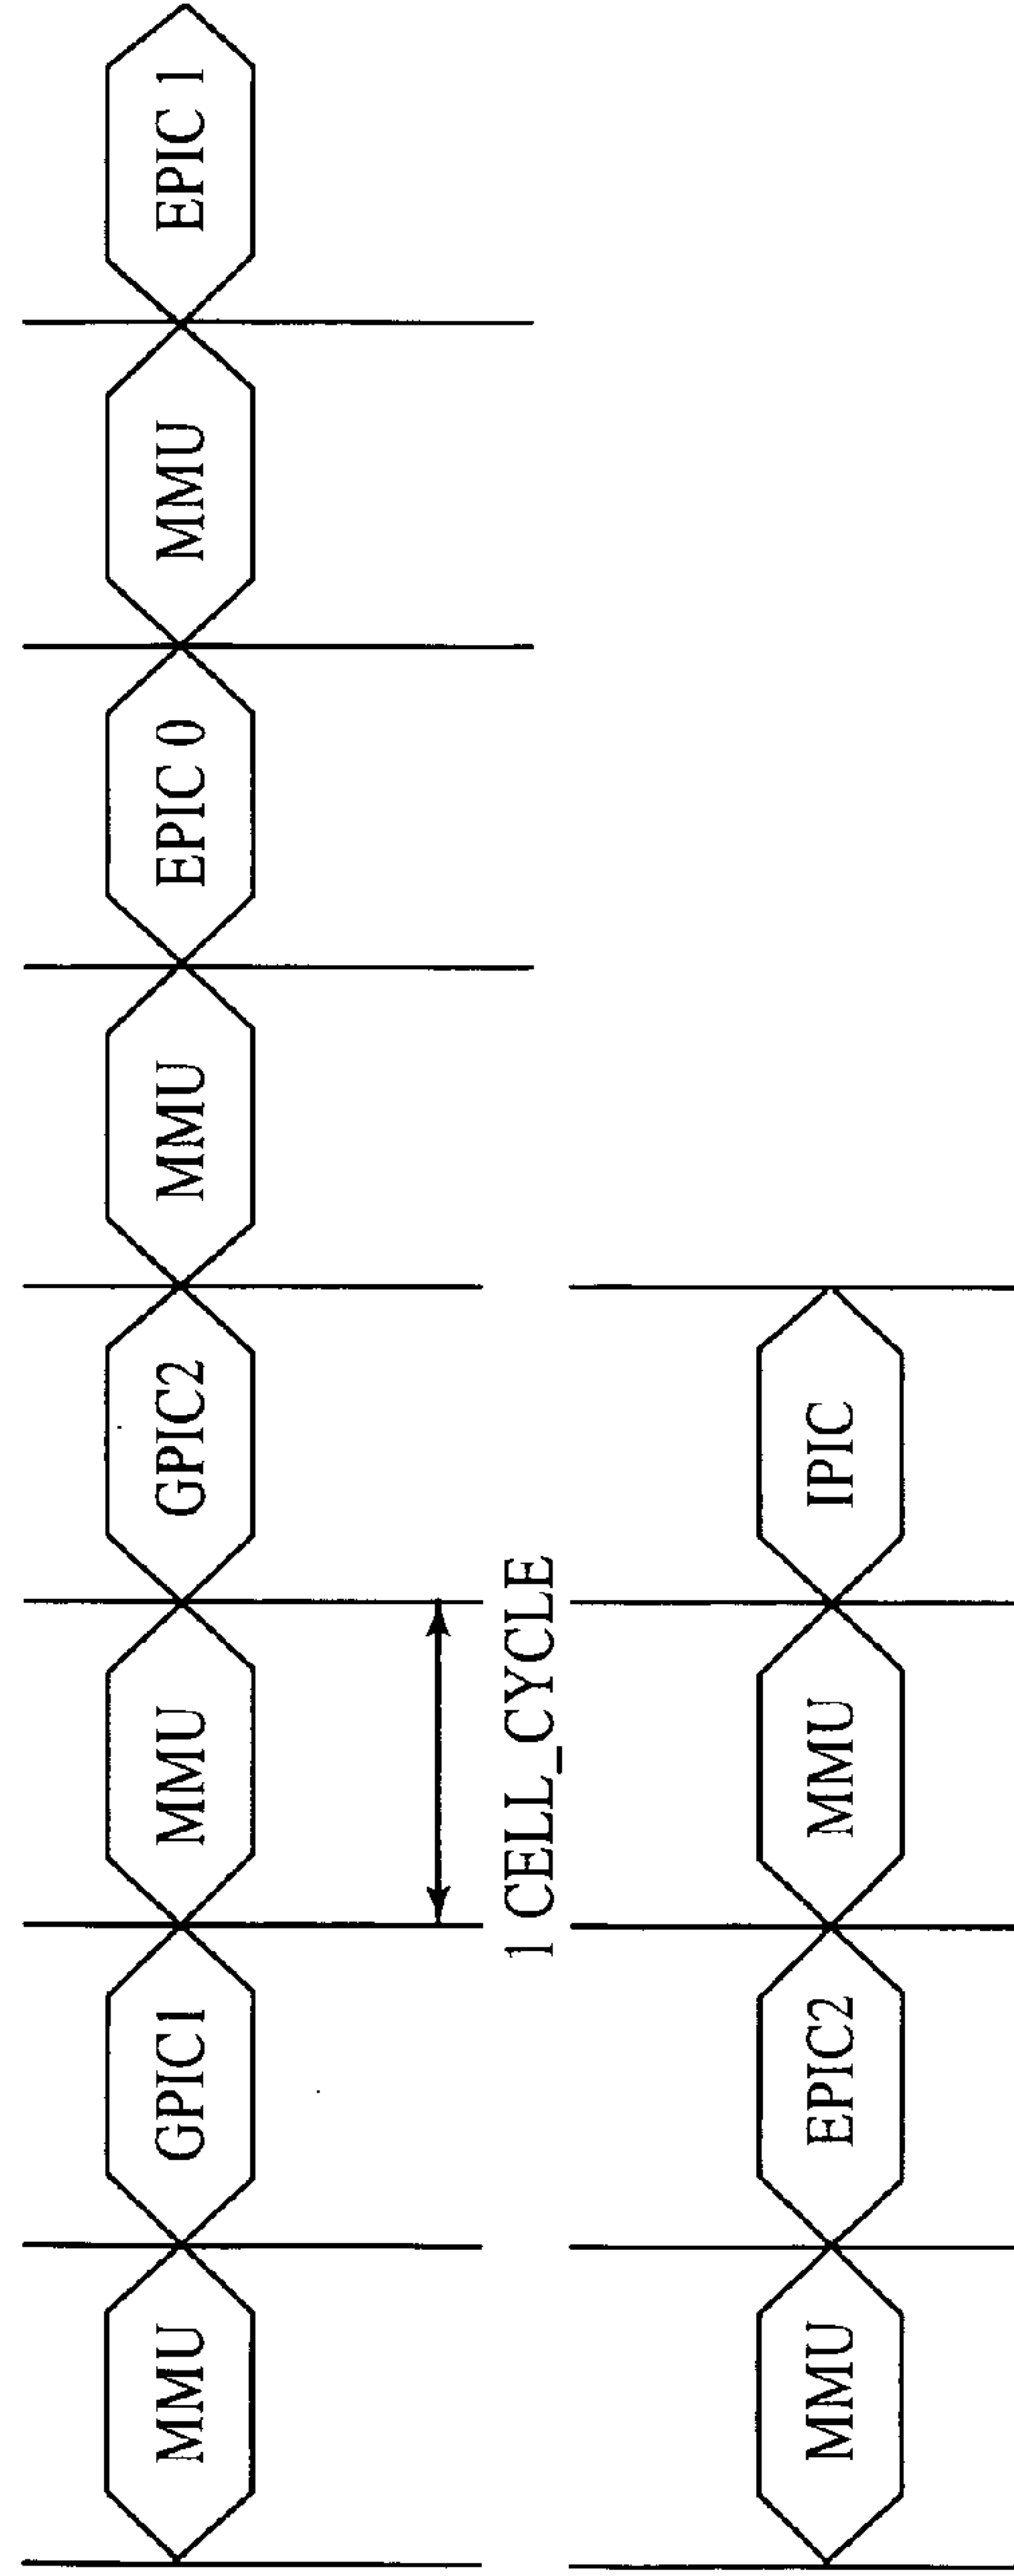 MMU
GPIC1
MMU
GPIC2
MMU
EPIC 0
MMU
EPIC 1
1 CELL_CYCLE
MMU
EPIC2
MMU
IPIC